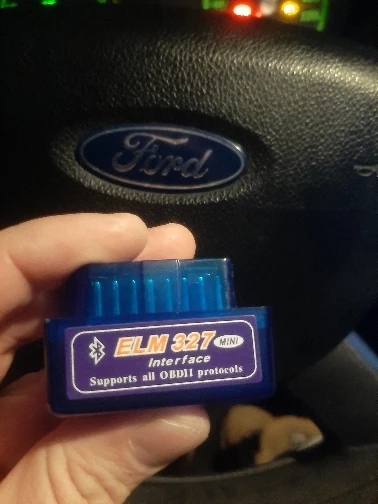 Ford
ELM 327 MINI
Interface
Supports all OBDII protocols